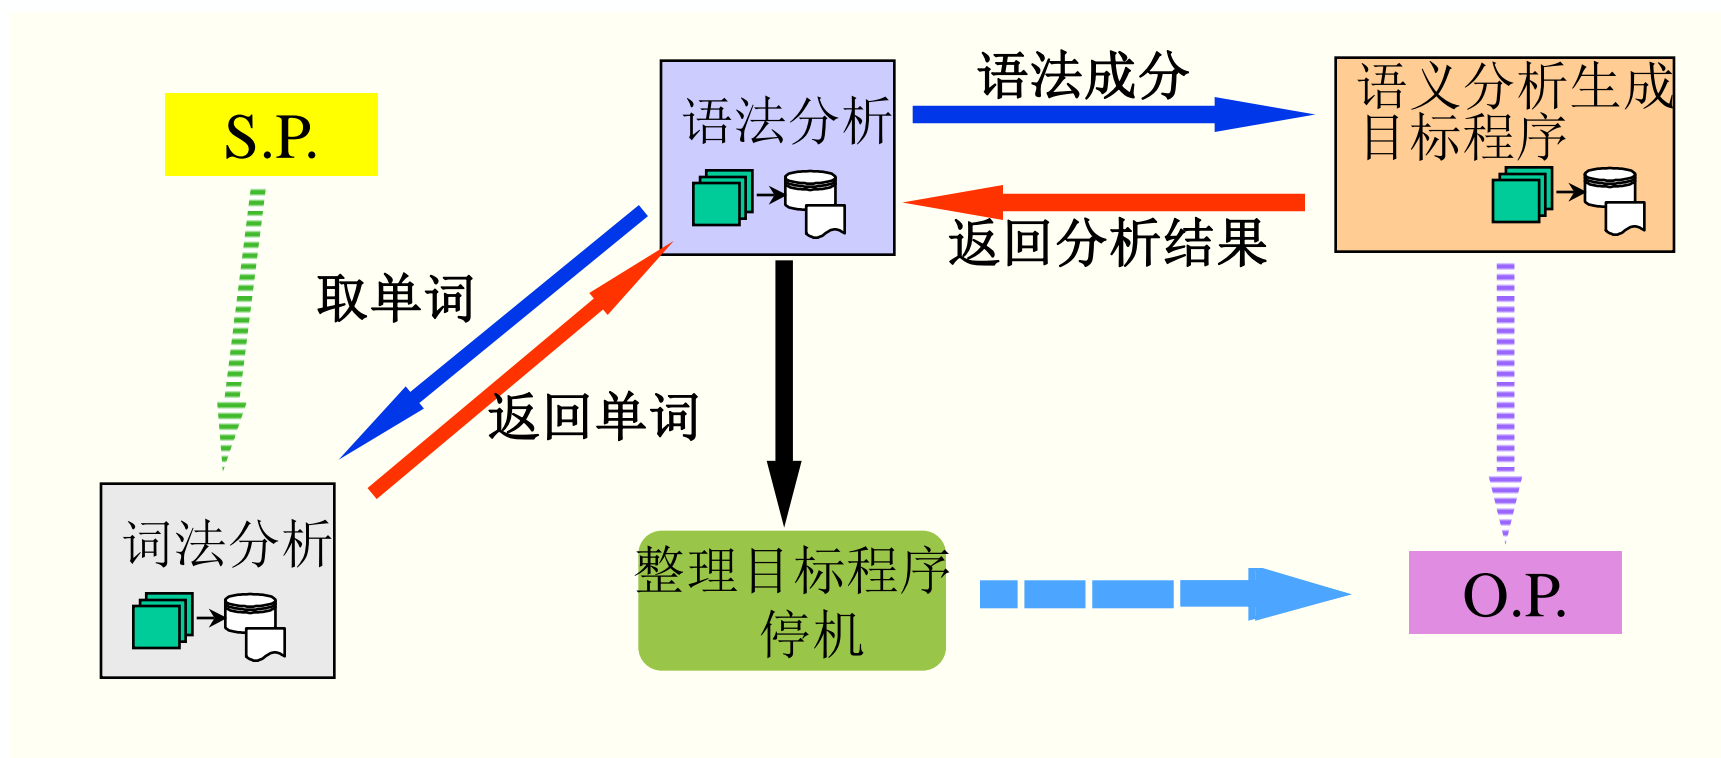 S.P.
语法分析
语法成分
语义分析生成
目标程序
返回分析结果
取单词
返回单词
词法分析
整理目标程序
停机
O.P.